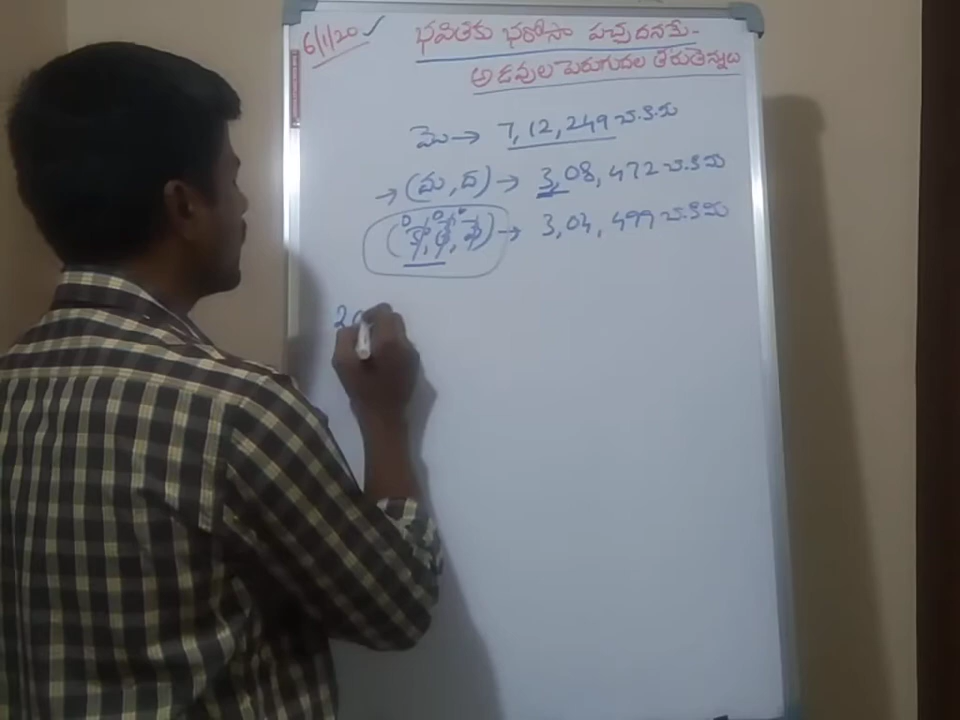 6/1/20 ✓
భవితకు భరోసా పచ్చదనమే-
అడవుల పెరుగుదల తీరుతెన్నులు
మొ → 7,12,249 చ.కి.మీ
→ (మ, ద) → 3,08,472 చ.కి.మీ
→ 3,04,499 చ.కి.మీ
20